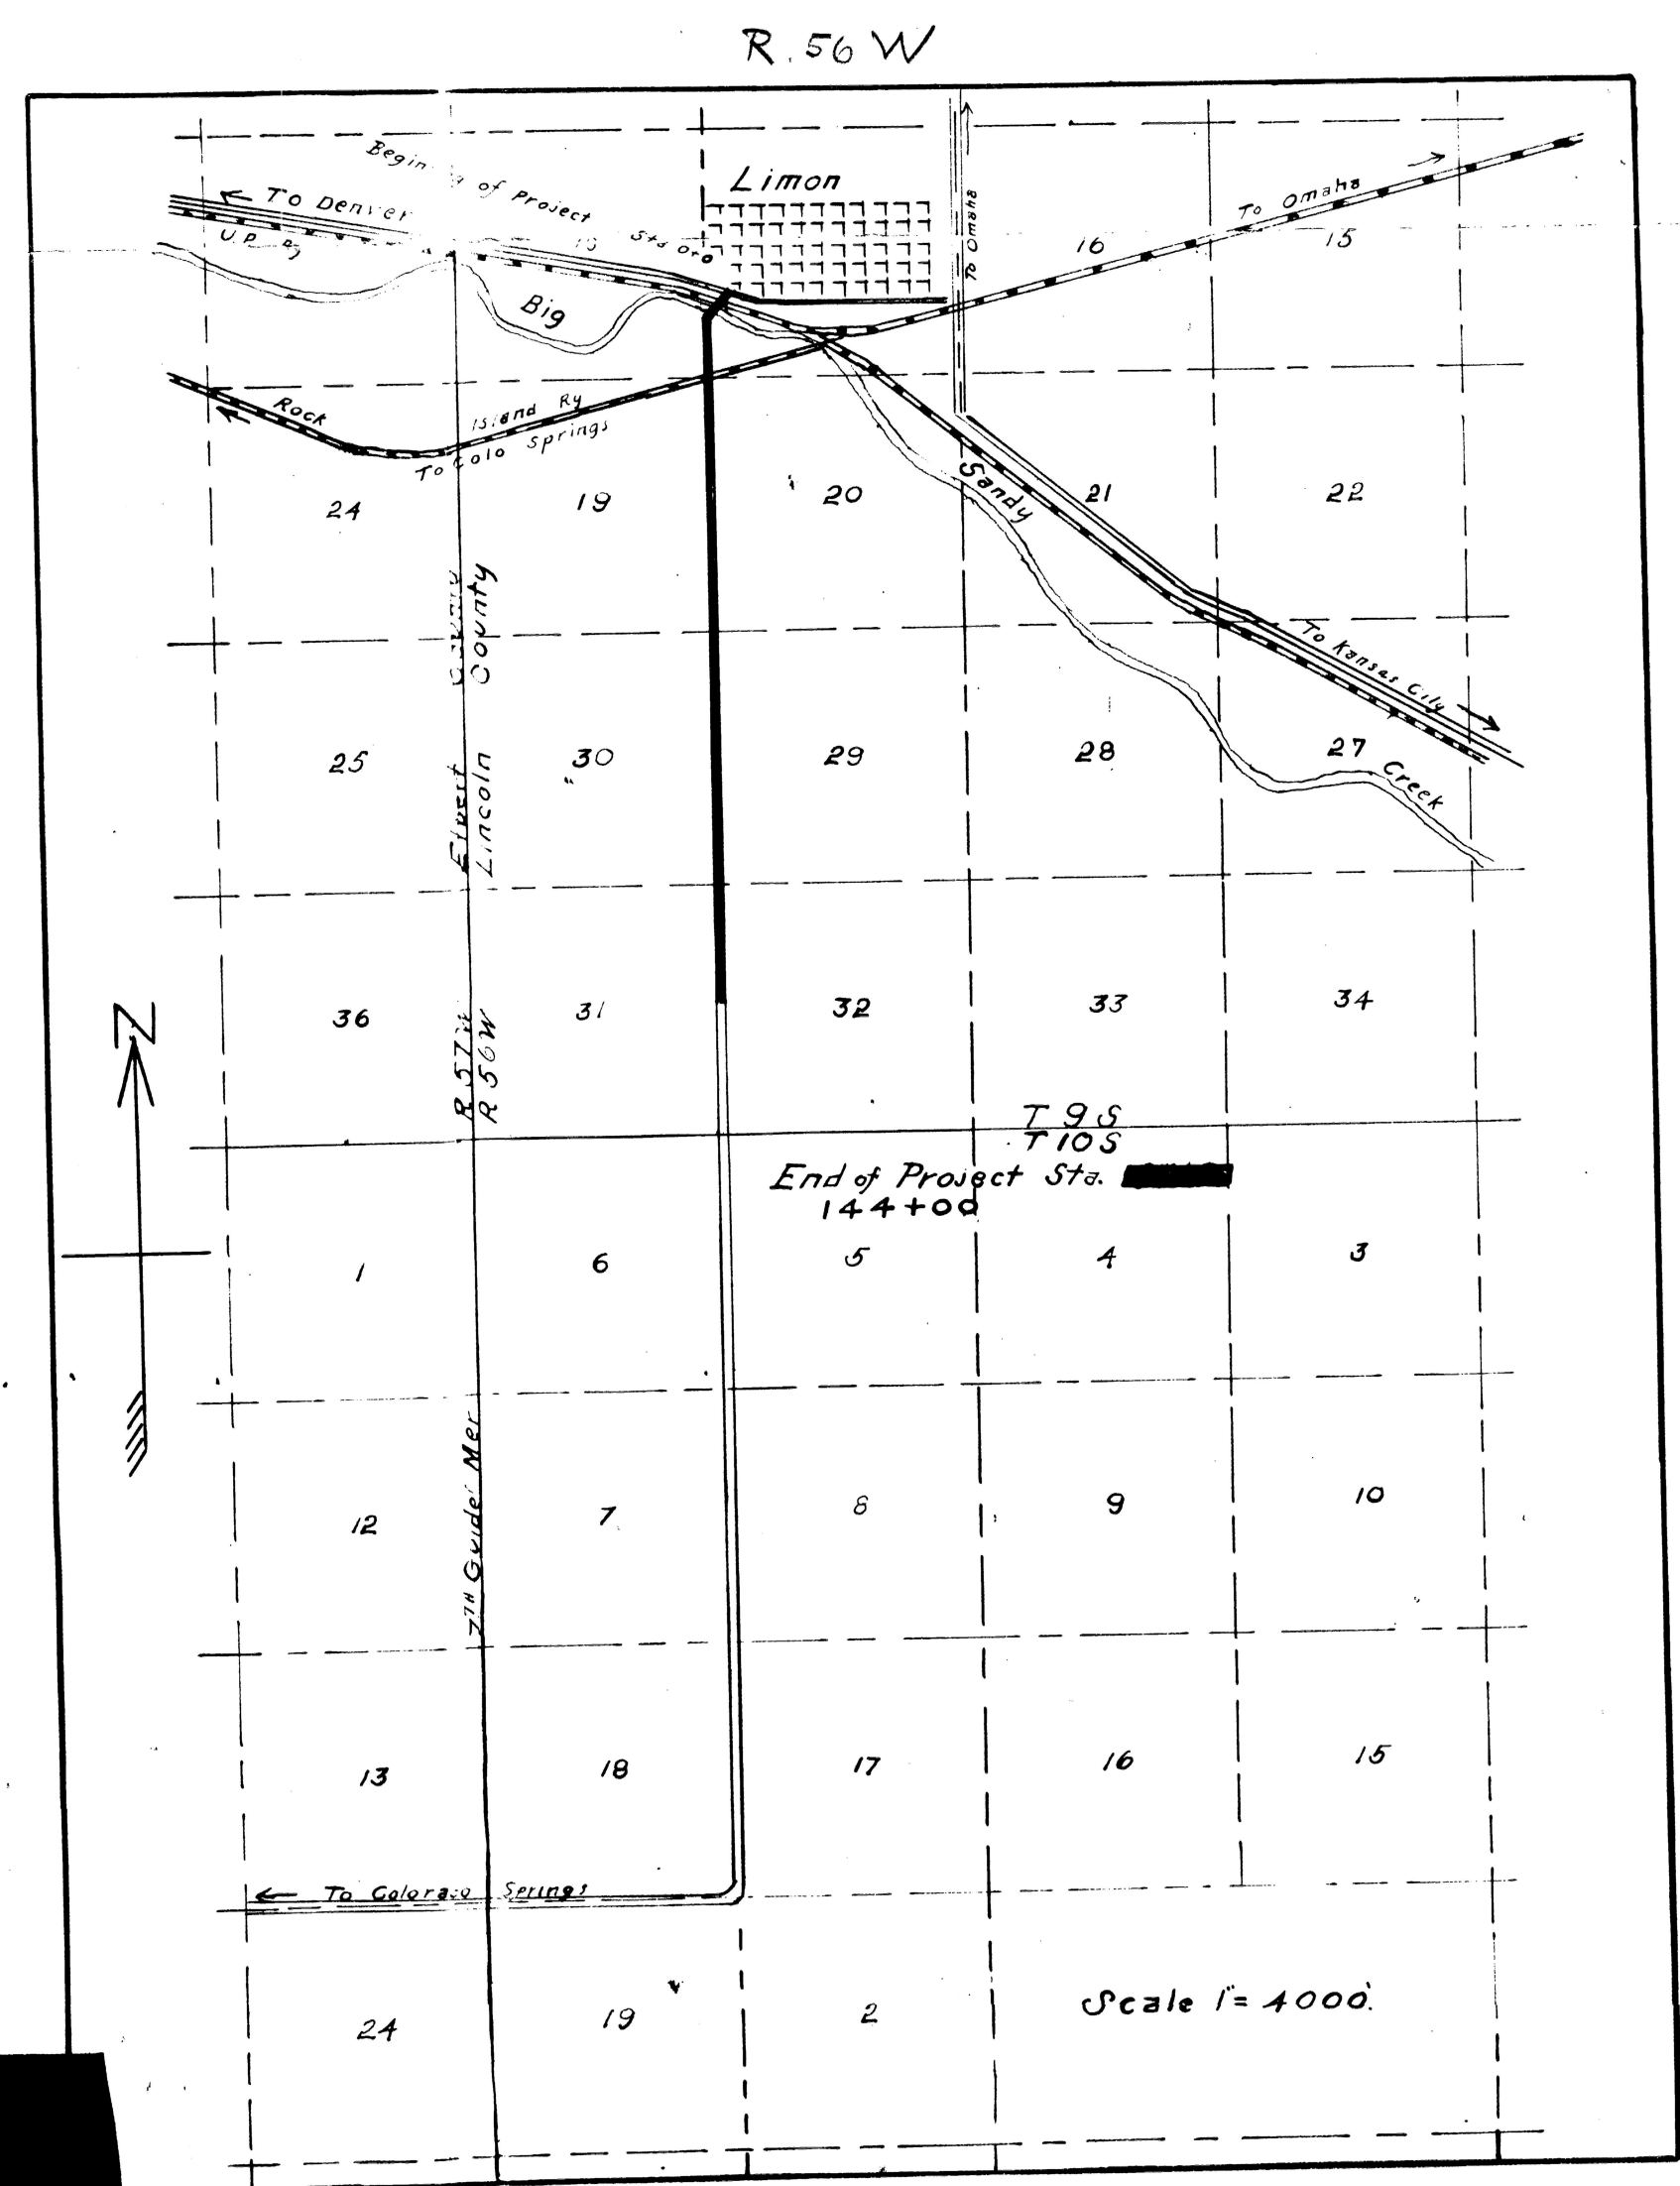 R. 56 W
Limon
of Project
Sta 0+0
To Denver
U.P. Ry
To Omaha
To Omaha
16
15
Big
Rock Island Ry
To Colo Springs
Sandy
24
19
20
21
22
To Kansas City
County
Elbert
Lincoln County
25
30
29
28
27
Creek
36
31
32
33
34
N
R 57 W
R 56 W
T 9 S
T 10 S
End of Project Sta.
144+00
1
6
5
4
3
7TH Guide Mer
12
7
8
9
10
13
18
17
16
15
To Colorado Springs
24
19
2
Scale 1" = 4000'.